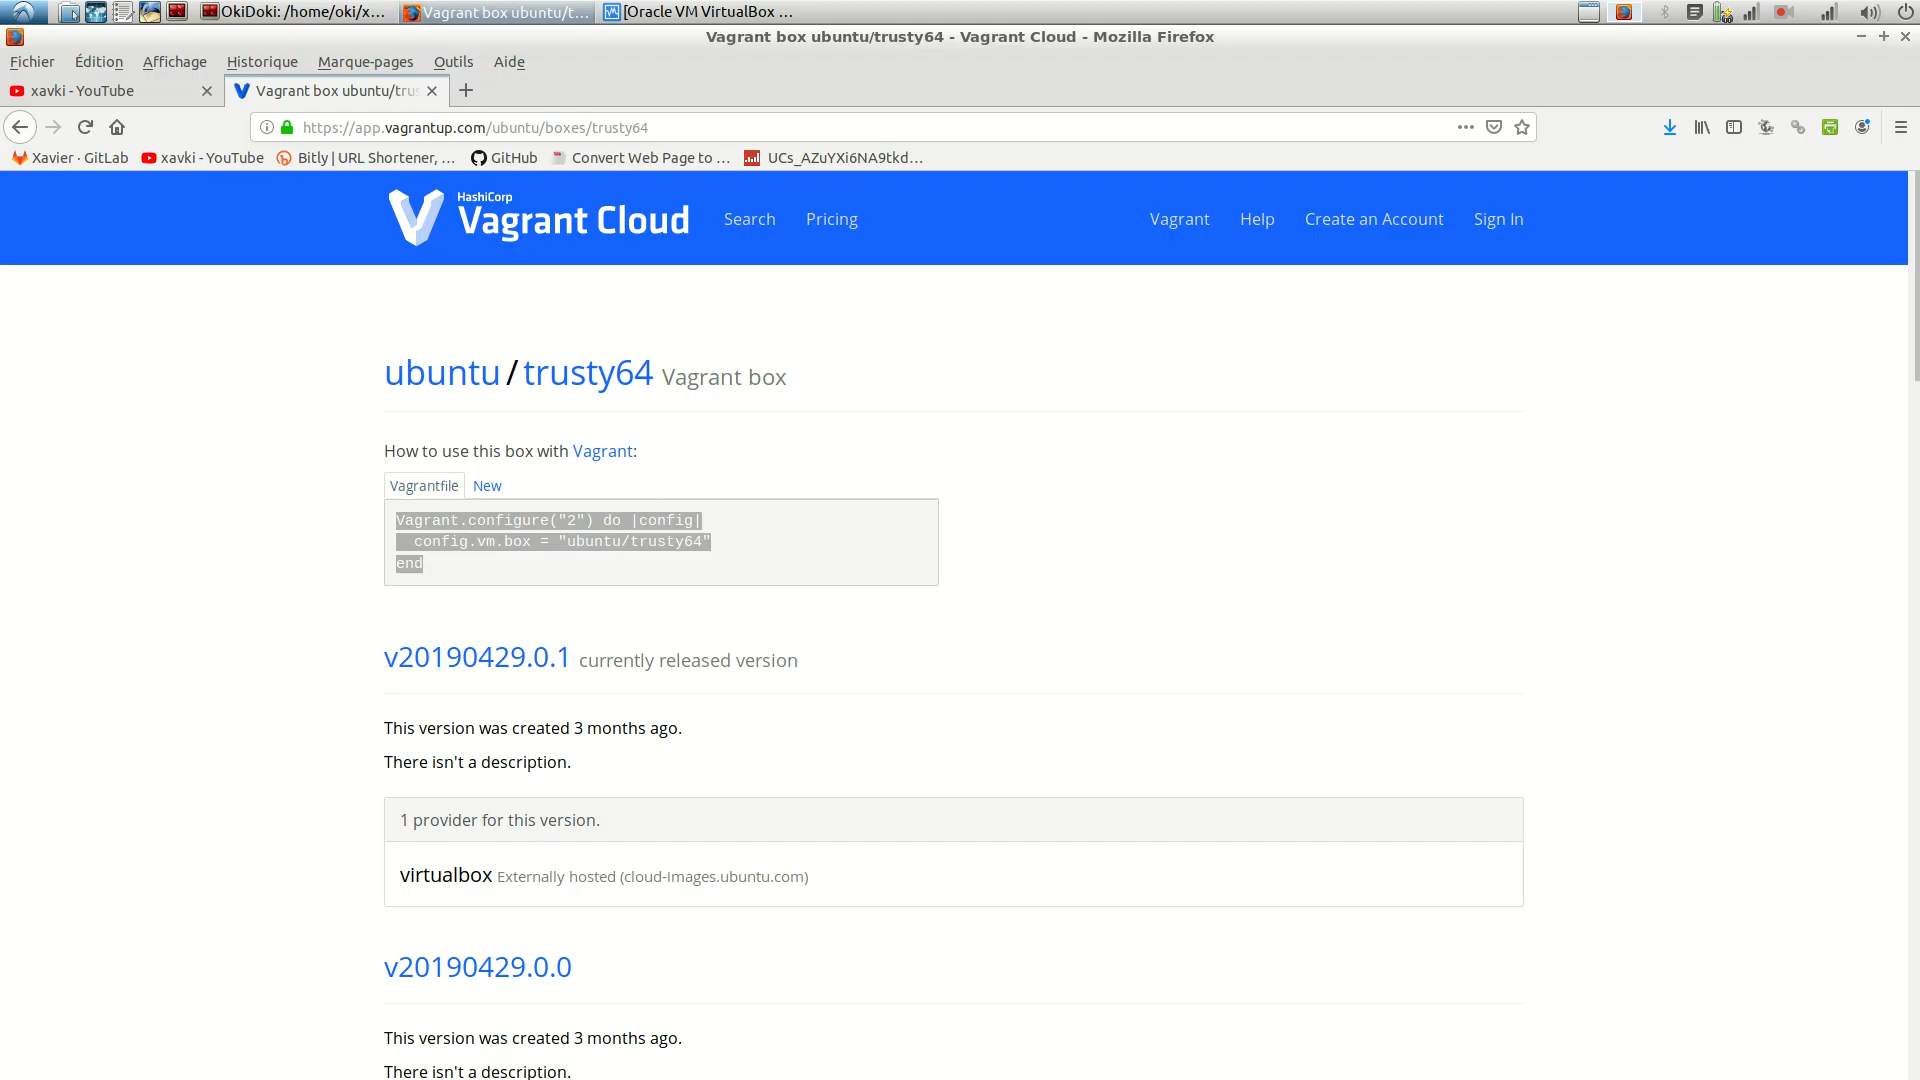 OkiDoki: /home/oki/x...
Vagrant box ubuntu/t...
[Oracle VM VirtualBox ...
Vagrant box ubuntu/trusty64 - Vagrant Cloud - Mozilla Firefox
Fichier Édition Affichage Historique Marque-pages Outils Aide
xavki - YouTube
Vagrant box ubuntu/trus
https://app.vagrantup.com/ubuntu/boxes/trusty64
Xavier · GitLab
xavki - YouTube
Bitly | URL Shortener, ...
GitHub
Convert Web Page to ...
UCs_AZuYXi6NA9tkd...
HashiCorp
Vagrant Cloud
Search Pricing
Vagrant Help Create an Account Sign In
ubuntu / trusty64 Vagrant box
How to use this box with Vagrant:
Vagrantfile New
Vagrant.configure("2") do |config|
  config.vm.box = "ubuntu/trusty64"
end
v20190429.0.1 currently released version
This version was created 3 months ago.
There isn't a description.
1 provider for this version.
virtualbox Externally hosted (cloud-images.ubuntu.com)
v20190429.0.0
This version was created 3 months ago.
There isn't a description.